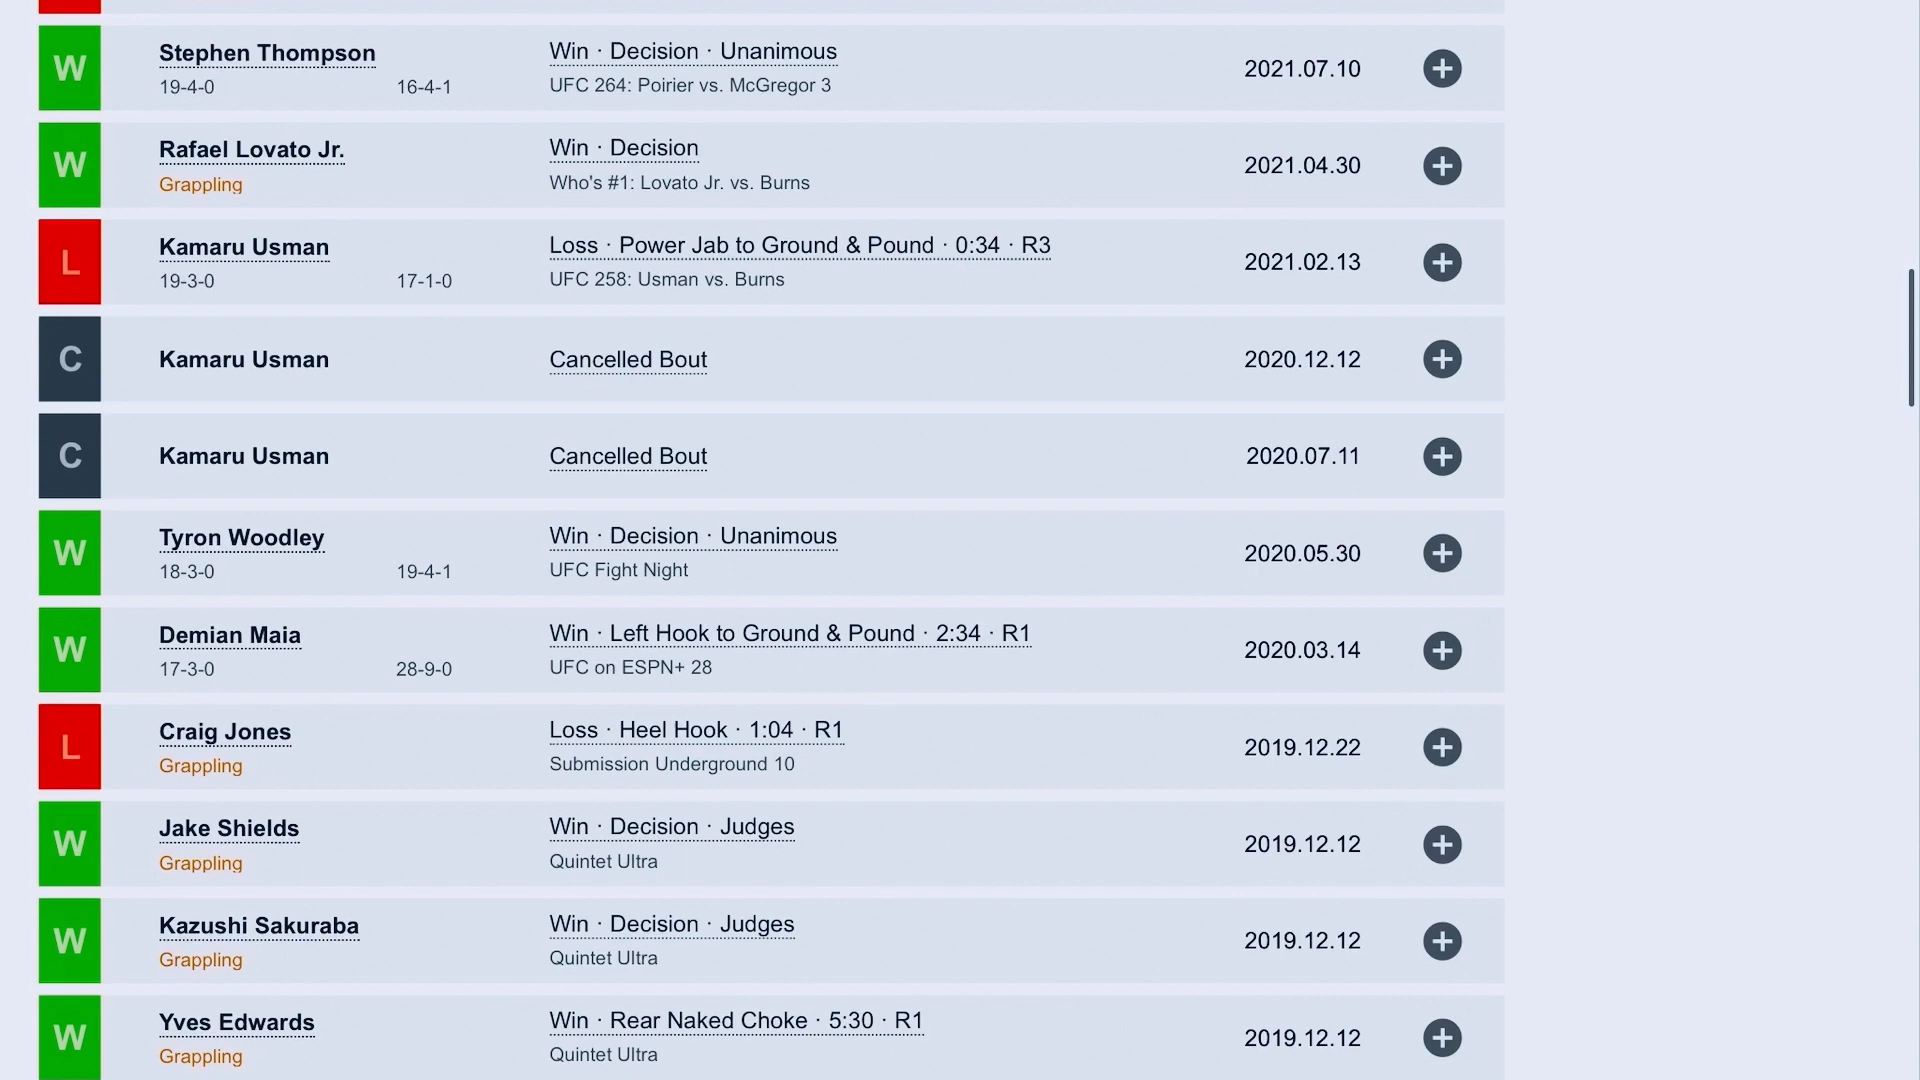 W
Stephen Thompson
19-4-0 16-4-1
Win · Decision · Unanimous
UFC 264: Poirier vs. McGregor 3
2021.07.10
W
Rafael Lovato Jr.
Grappling
Win · Decision
Who's #1: Lovato Jr. vs. Burns
2021.04.30
L
Kamaru Usman
19-3-0 17-1-0
Loss · Power Jab to Ground & Pound · 0:34 · R3
UFC 258: Usman vs. Burns
2021.02.13
C
Kamaru Usman
Cancelled Bout
2020.12.12
C
Kamaru Usman
Cancelled Bout
2020.07.11
W
Tyron Woodley
18-3-0 19-4-1
Win · Decision · Unanimous
UFC Fight Night
2020.05.30
W
Demian Maia
17-3-0 28-9-0
Win · Left Hook to Ground & Pound · 2:34 · R1
UFC on ESPN+ 28
2020.03.14
L
Craig Jones
Grappling
Loss · Heel Hook · 1:04 · R1
Submission Underground 10
2019.12.22
W
Jake Shields
Grappling
Win · Decision · Judges
Quintet Ultra
2019.12.12
W
Kazushi Sakuraba
Grappling
Win · Decision · Judges
Quintet Ultra
2019.12.12
W
Yves Edwards
Grappling
Win · Rear Naked Choke · 5:30 · R1
Quintet Ultra
2019.12.12